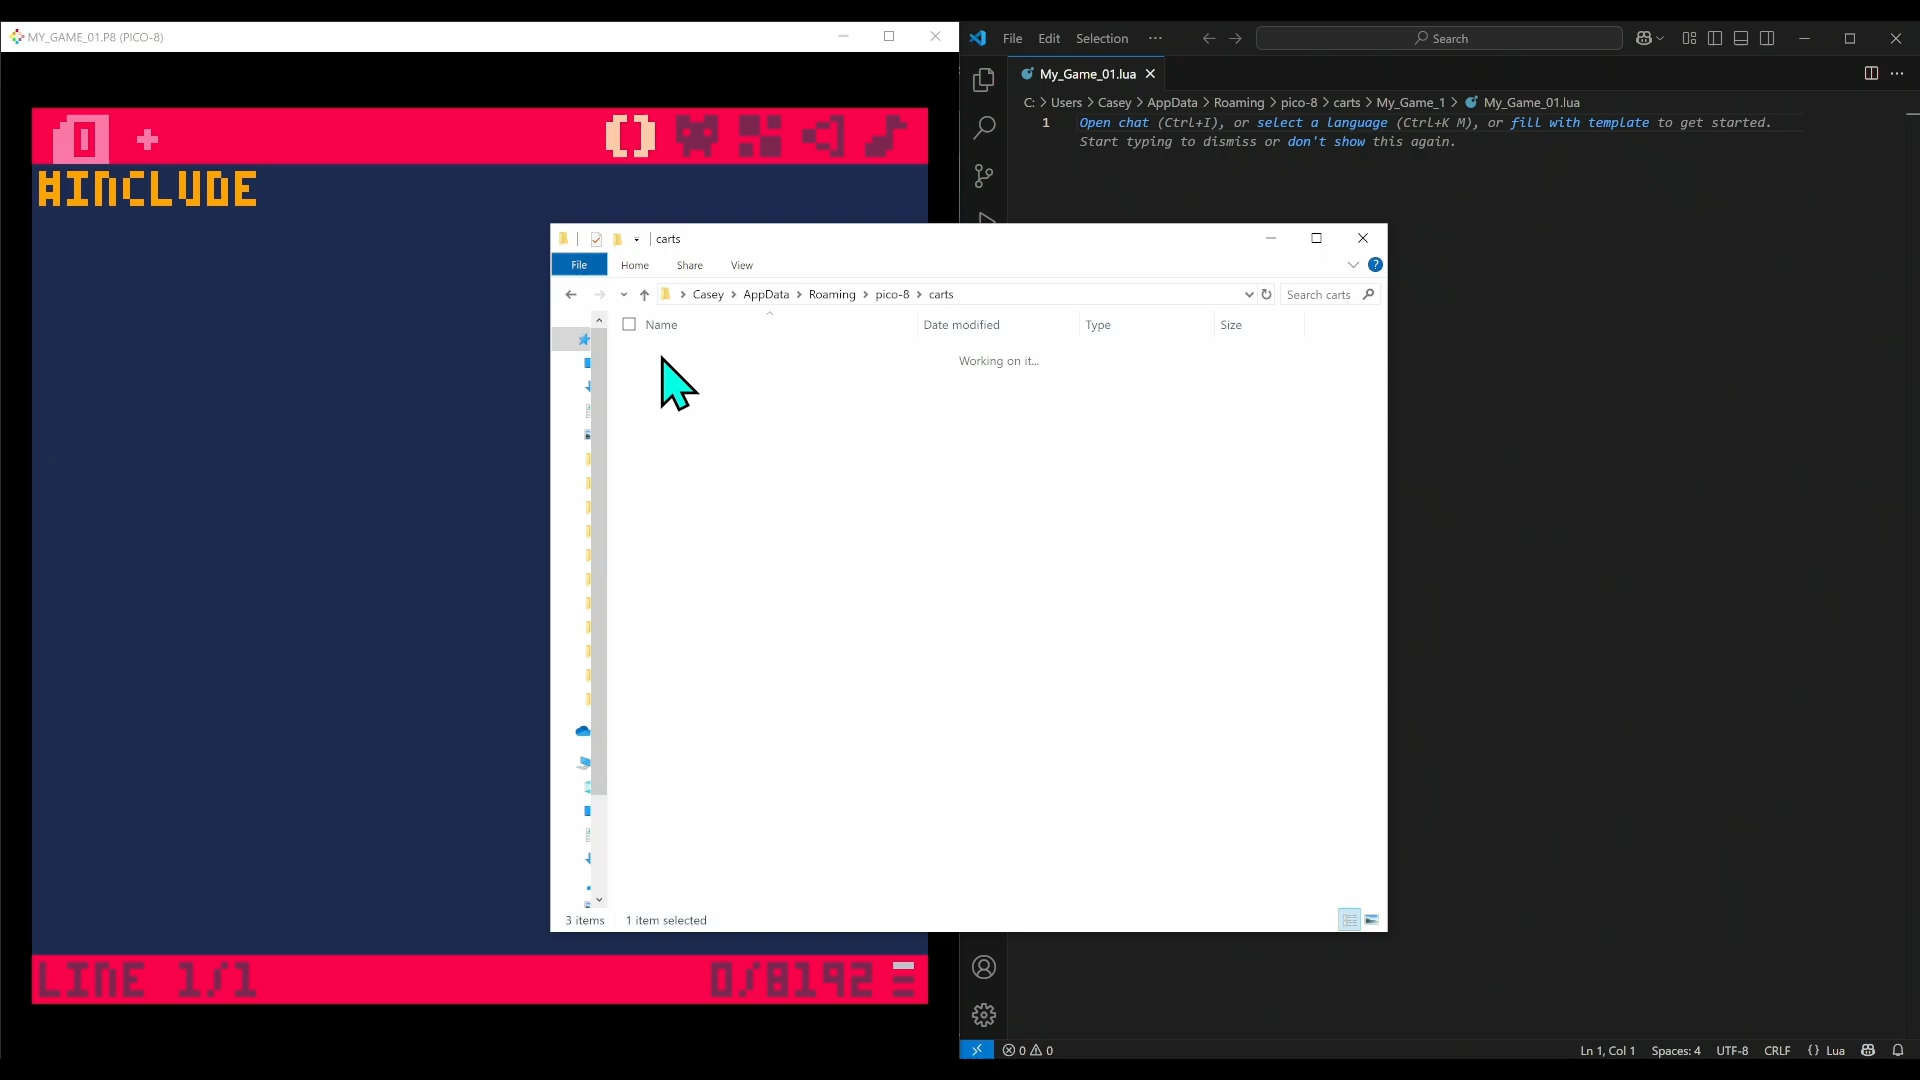 MY_GAME_01.P8 (PICO-8)
#INCLUDE
LINE 1/1
0/8192
File Edit Selection ···
Search
My_Game_01.lua
C: > Users > Casey > AppData > Roaming > pico-8 > carts > My_Game_1 > My_Game_01.lua
1
Open chat (Ctrl+I), or select a language (Ctrl+K M), or fill with template to get started.
Start typing to dismiss or don't show this again.
carts
File Home Share View
Casey > AppData > Roaming > pico-8 > carts
Search carts
Name Date modified Type Size
Working on it...
3 items 1 item selected
0 0
Ln 1, Col 1 Spaces: 4 UTF-8 CRLF {} Lua